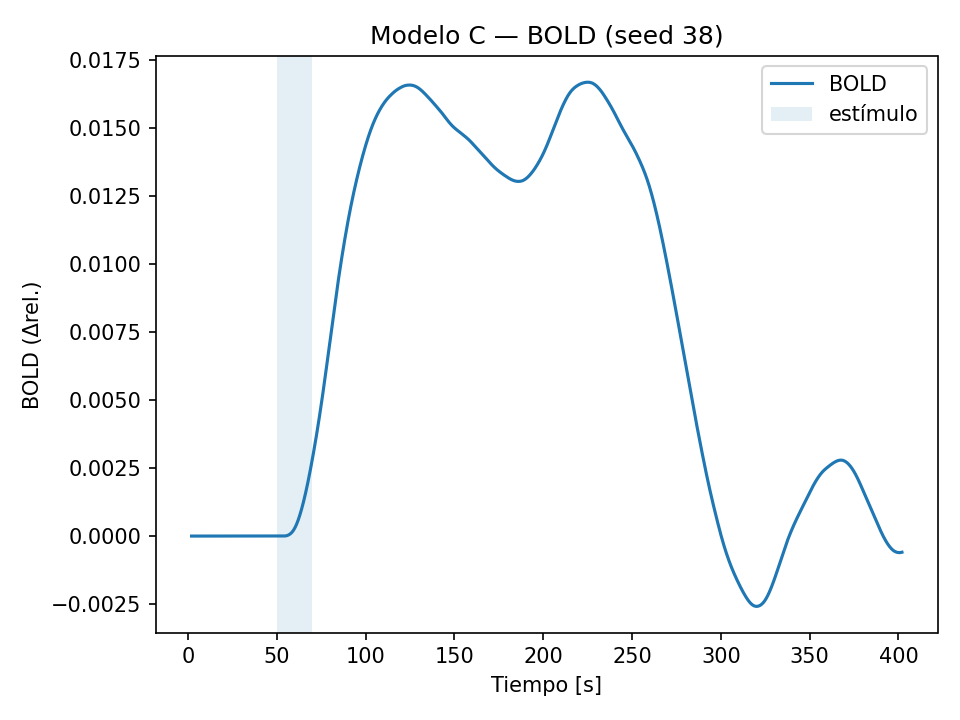 Modelo C — BOLD (seed 38)
BOLD
estímulo
BOLD (Δrel.)
0.0175
0.0150
0.0125
0.0100
0.0075
0.0050
0.0025
0.0000
−0.0025
0 50 100 150 200 250 300 350 400
Tiempo [s]